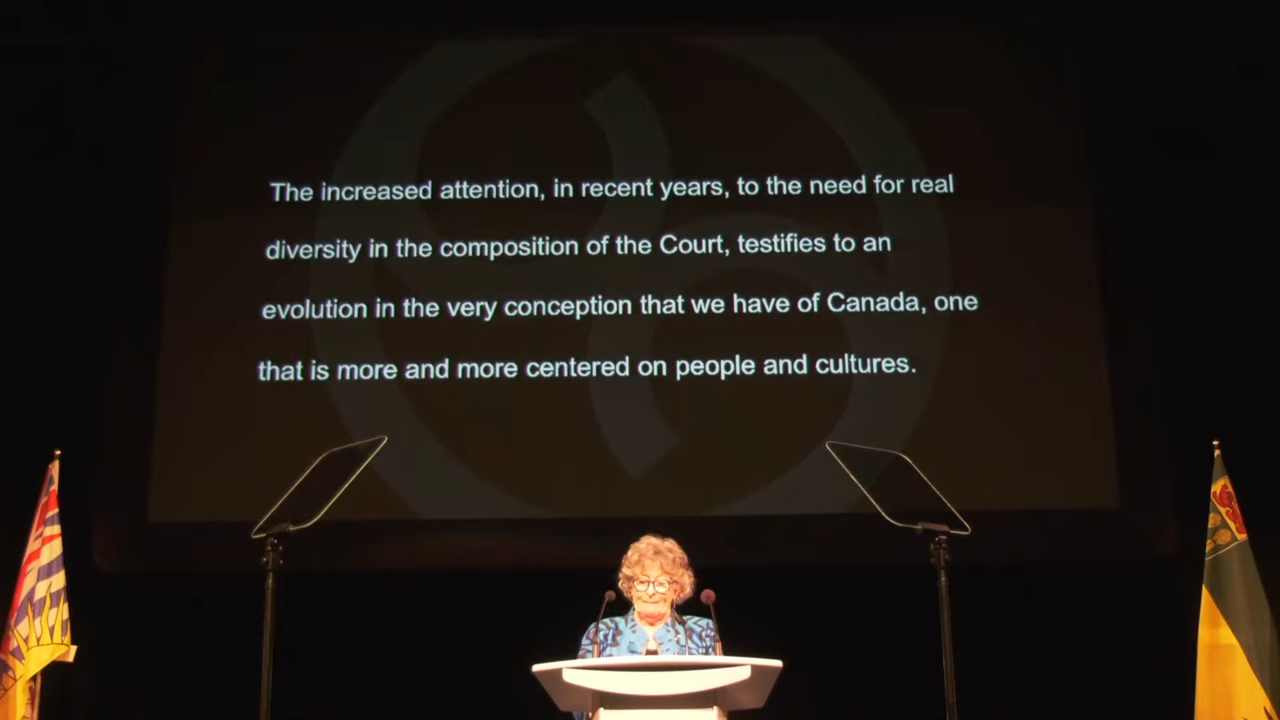 The increased attention, in recent years, to the need for real
diversity in the composition of the Court, testifies to an
evolution in the very conception that we have of Canada, one
that is more and more centered on people and cultures.